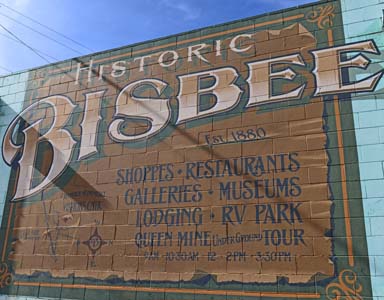 HISTORIC
BISBEE
EST. 1880
SHOPPES • RESTAURANTS
GALLERIES • MUSEUMS
LODGING • RV PARK
QUEEN MINE UNDERGROUND TOUR
9AM • 10:30AM • 12 • 2PM • 3:30PM